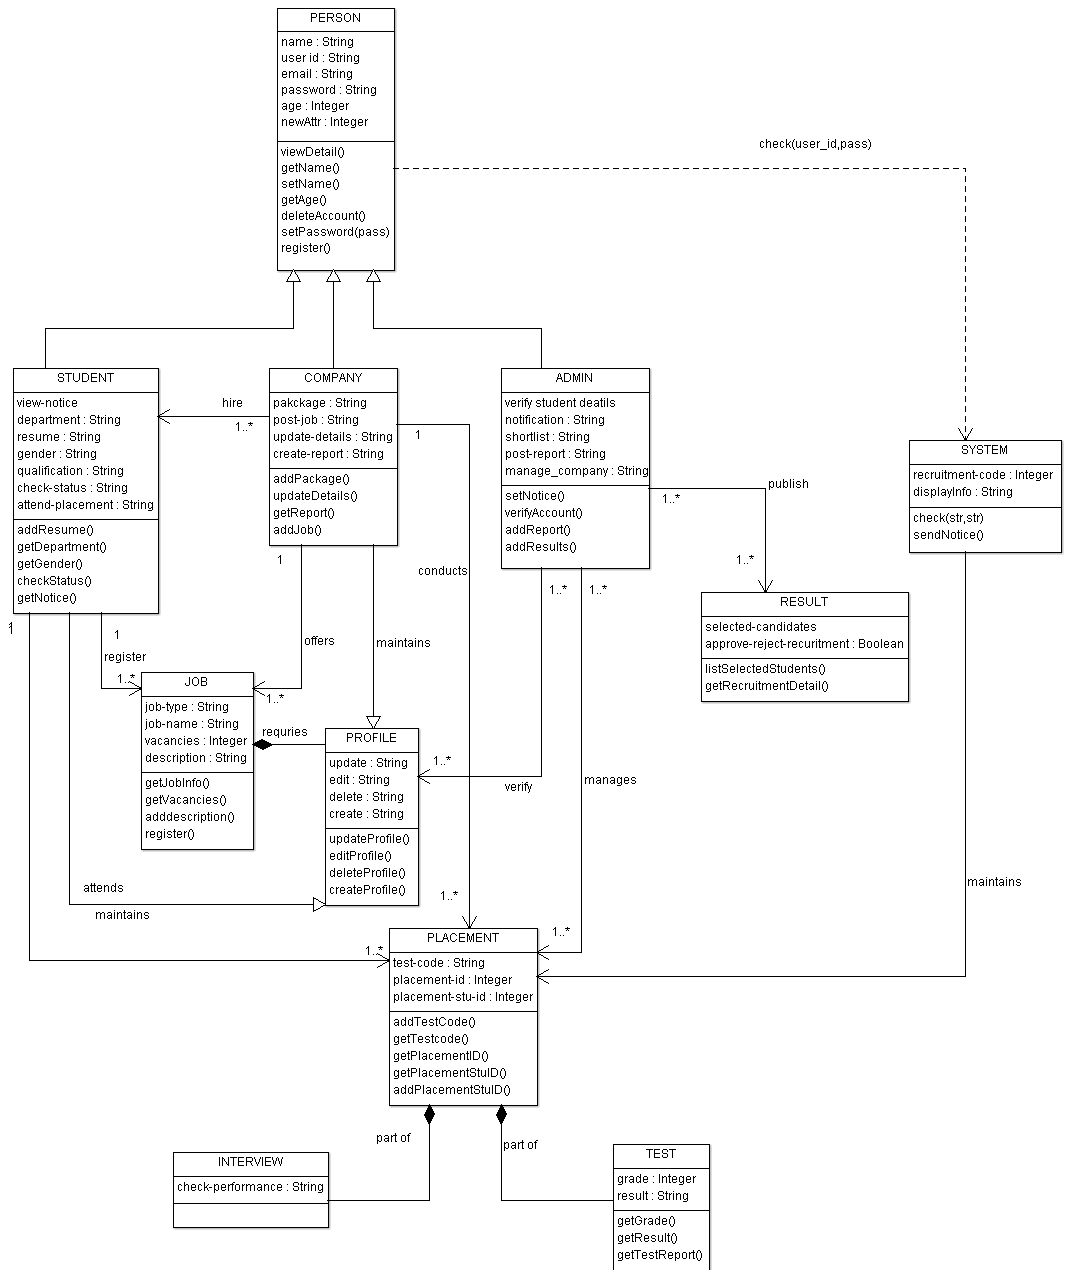 PERSON
name : String
user id : String
email : String
password : String
age : Integer
newAttr : Integer
viewDetail()
getName()
setName()
getAge()
deleteAccount()
setPassword(pass)
register()
check(user_id,pass)
STUDENT
view-notice
department : String
resume : String
gender : String
qualification : String
check-status : String
attend-placement : String
addResume()
getDepartment()
getGender()
checkStatus()
getNotice()
hire
1..*
COMPANY
pakckage : String
post-job : String
update-details : String
create-report : String
addPackage()
updateDetails()
getReport()
addJob()
1
ADMIN
verify student deatils
notification : String
shortlist : String
post-report : String
manage_company : String
setNotice()
verifyAccount()
addReport()
addResults()
publish
1..*
1..*
SYSTEM
recruitment-code : Integer
displayInfo : String
check(str,str)
sendNotice()
1
conducts
1..*
1..*
RESULT
selected-candidates
approve-reject-recuritment : Boolean
listSelectedStudents()
getRecruitmentDetail()
1
1
1
register
1..*
offers
1..*
maintains
JOB
job-type : String
job-name : String
vacancies : Integer
description : String
getJobInfo()
getVacancies()
adddescription()
register()
requries
PROFILE
update : String
edit : String
delete : String
create : String
updateProfile()
editProfile()
deleteProfile()
createProfile()
1..*
verify
manages
attends
maintains
maintains
1..*
1..*
1..*
PLACEMENT
test-code : String
placement-id : Integer
placement-stu-id : Integer
addTestCode()
getTestcode()
getPlacementID()
getPlacementStuID()
addPlacementStuID()
part of
part of
INTERVIEW
check-performance : String
TEST
grade : Integer
result : String
getGrade()
getResult()
getTestReport()